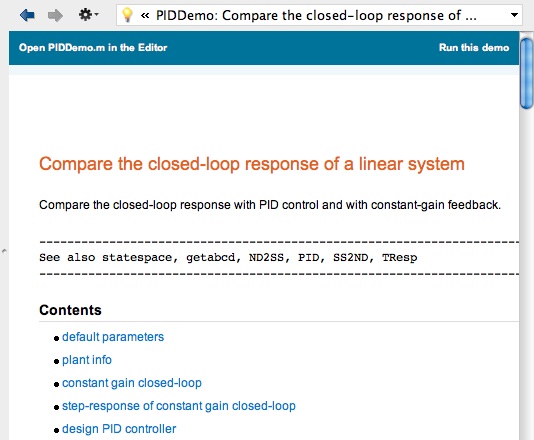 « PIDDemo: Compare the closed-loop response of ...
Open PIDDemo.m in the Editor Run this demo
Compare the closed-loop response of a linear system
Compare the closed-loop response with PID control and with constant-gain feedback.
--------------------------------------------------------------------
See also statespace, getabcd, ND2SS, PID, SS2ND, TResp
--------------------------------------------------------------------
Contents
• default parameters
• plant info
• constant gain closed-loop
• step-response of constant gain closed-loop
• design PID controller